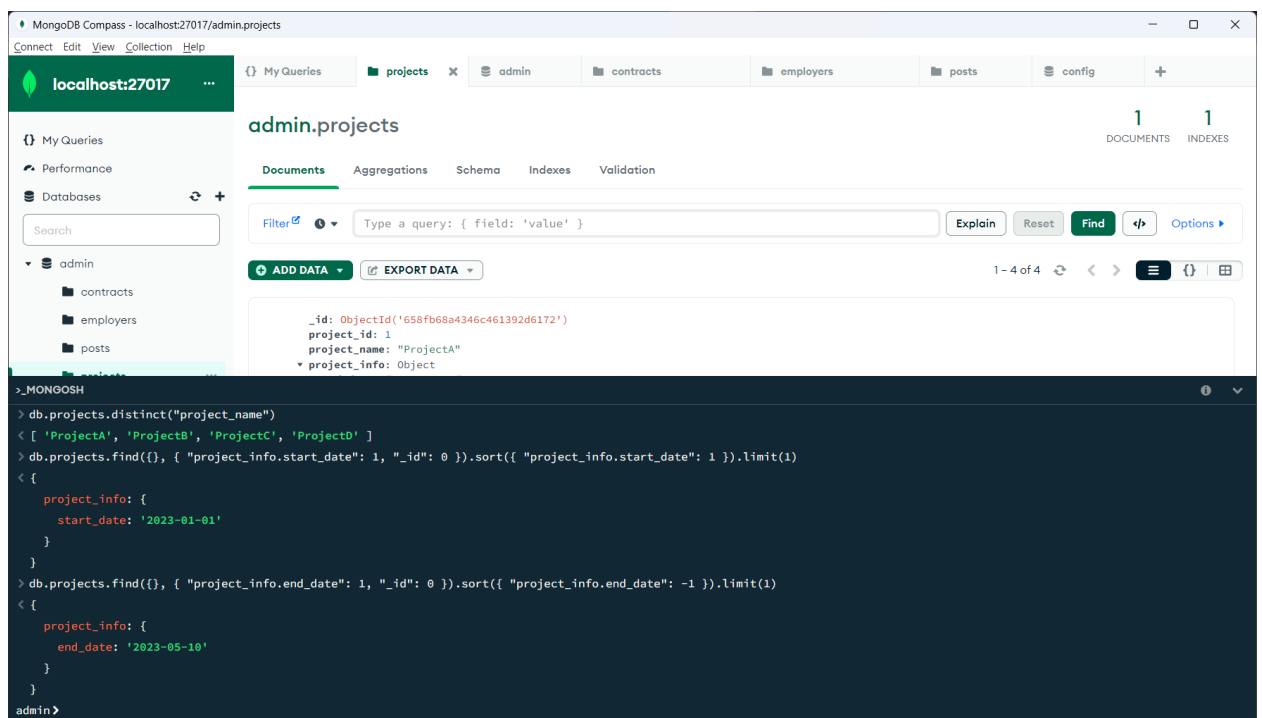 MongoDB Compass - localhost:27017/admin.projects
Connect Edit View Collection Help
localhost:27017 ...
{} My Queries projects admin contracts employers posts config +
admin.projects
1 DOCUMENTS 1 INDEXES
{} My Queries
Performance
Databases
Search
admin
contracts
employers
posts
projects ...
Documents Aggregations Schema Indexes Validation
Filter Type a query: { field: 'value' } Explain Reset Find </> Options
ADD DATA EXPORT DATA 1 – 4 of 4 {}
_id: ObjectId('658fb68a4346c461392d6172')
project_id: 1
project_name: "ProjectA"
project_info: Object
>_MONGOSH
> db.projects.distinct("project_name")
< [ 'ProjectA', 'ProjectB', 'ProjectC', 'ProjectD' ]
> db.projects.find({}, { "project_info.start_date": 1, "_id": 0 }).sort({ "project_info.start_date": 1 }).limit(1)
< {
project_info: {
start_date: '2023-01-01'
}
}
> db.projects.find({}, { "project_info.end_date": 1, "_id": 0 }).sort({ "project_info.end_date": -1 }).limit(1)
< {
project_info: {
end_date: '2023-05-10'
}
}
admin>